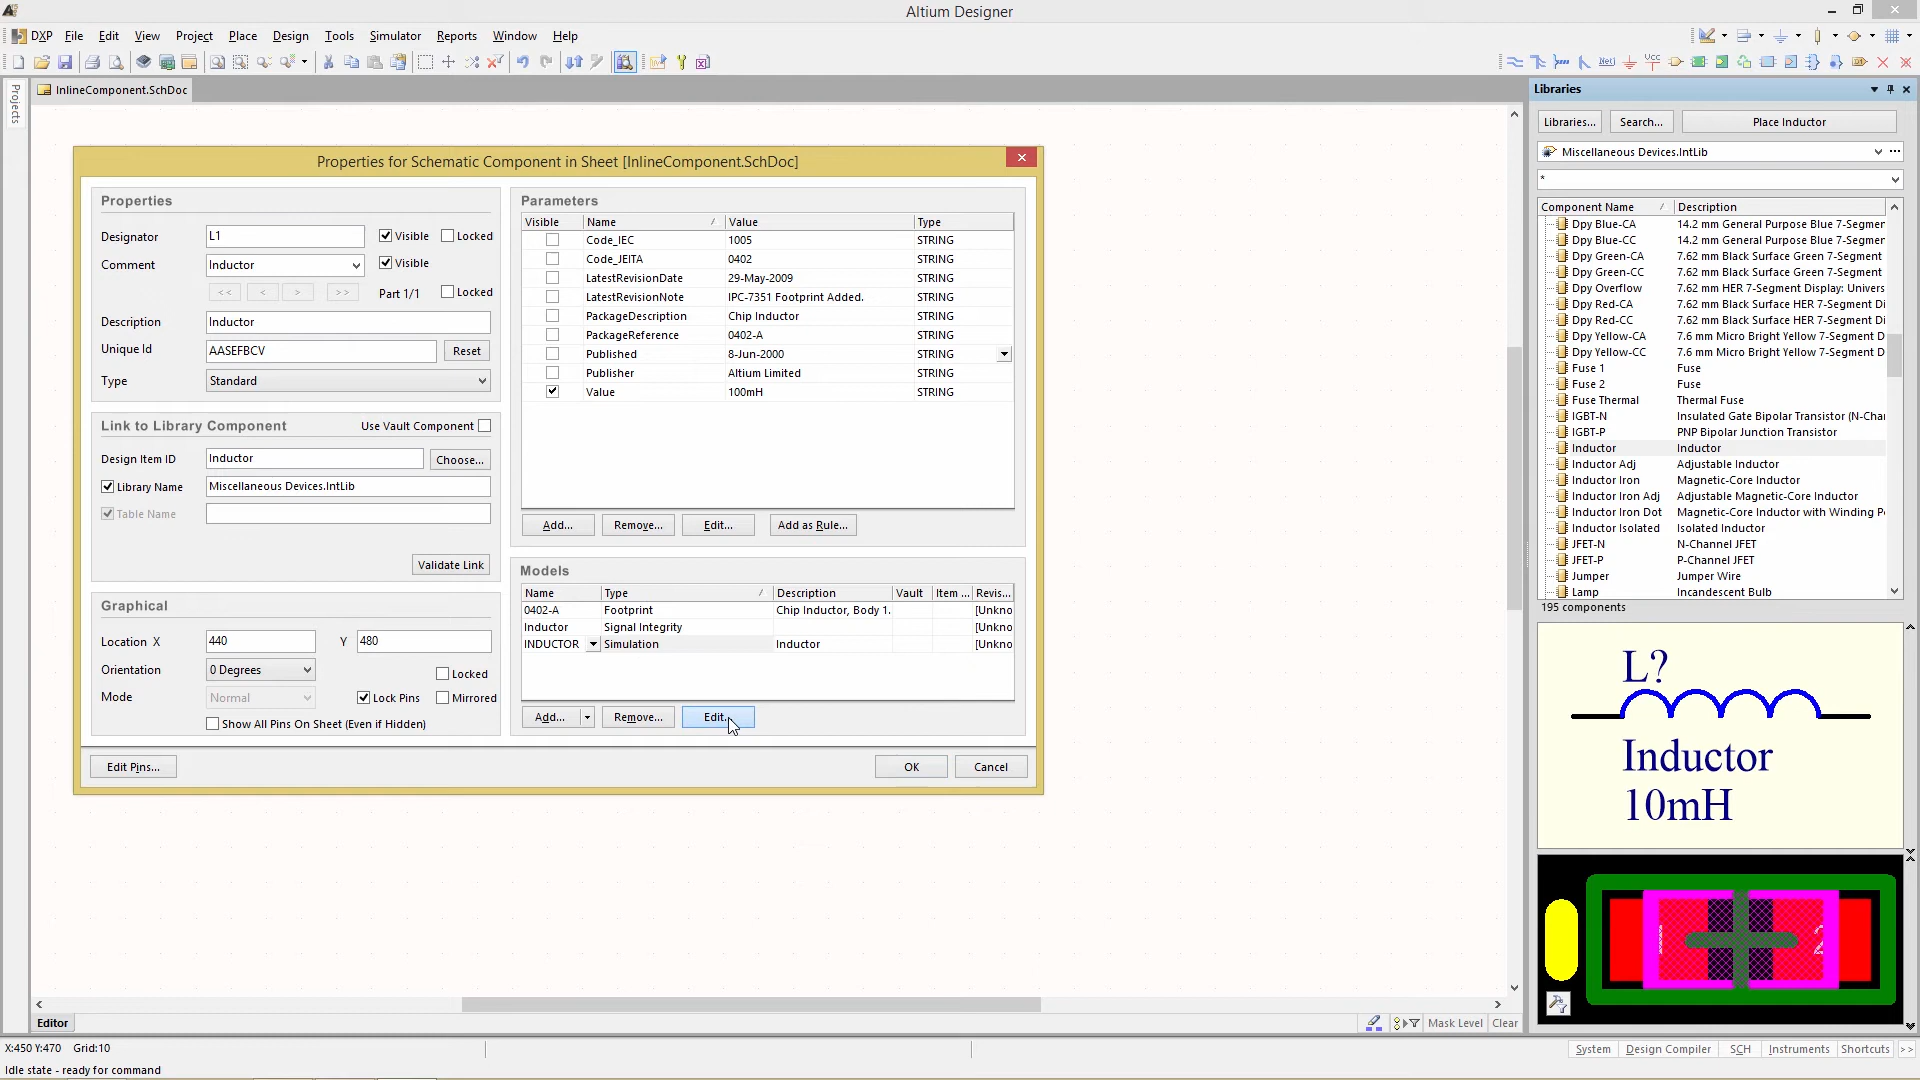 Altium Designer
DXP File Edit View Project Place Design Tools Simulator Reports Window Help
Projects
InlineComponent.SchDoc
Properties for Schematic Component in Sheet [InlineComponent.SchDoc]
Properties
Designator L1 Visible Locked
Comment Inductor Visible
<< < > >> Part 1/1 Locked
Description Inductor
Unique Id AASEFBCV Reset
Type Standard
Link to Library Component Use Vault Component
Design Item ID Inductor Choose...
Library Name Miscellaneous Devices.IntLib
Table Name
Validate Link
Graphical
Location X 440 Y 480
Orientation 0 Degrees Locked
Mode Normal Lock Pins Mirrored
Show All Pins On Sheet (Even if Hidden)
Edit Pins...
Parameters
Visible Name Value Type
Code_IEC 1005 STRING
Code_JEITA 0402 STRING
LatestRevisionDate 29-May-2009 STRING
LatestRevisionNote IPC-7351 Footprint Added. STRING
PackageDescription Chip Inductor STRING
PackageReference 0402-A STRING
Published 8-Jun-2000 STRING
Publisher Altium Limited STRING
Value 100mH STRING
Add... Remove... Edit... Add as Rule...
Models
Name Type Description Vault Item ... Revis...
0402-A Footprint Chip Inductor, Body 1. [Unkno
Inductor Signal Integrity [Unkno
INDUCTOR Simulation Inductor [Unkno
Add... Remove... Edit..
OK Cancel
Libraries
Libraries... Search... Place Inductor
Miscellaneous Devices.IntLib ...
*
Component Name Description
Dpy Blue-CA 14.2 mm General Purpose Blue 7-Segmer
Dpy Blue-CC 14.2 mm General Purpose Blue 7-Segmer
Dpy Green-CA 7.62 mm Black Surface Green 7-Segment
Dpy Green-CC 7.62 mm Black Surface Green 7-Segment
Dpy Overflow 7.62 mm HER 7-Segment Display: Univers
Dpy Red-CA 7.62 mm Black Surface HER 7-Segment Di
Dpy Red-CC 7.62 mm Black Surface HER 7-Segment Di
Dpy Yellow-CA 7.6 mm Micro Bright Yellow 7-Segment D
Dpy Yellow-CC 7.6 mm Micro Bright Yellow 7-Segment D
Fuse 1 Fuse
Fuse 2 Fuse
Fuse Thermal Thermal Fuse
IGBT-N Insulated Gate Bipolar Transistor (N-Char
IGBT-P PNP Bipolar Junction Transistor
Inductor Inductor
Inductor Adj Adjustable Inductor
Inductor Iron Magnetic-Core Inductor
Inductor Iron Adj Adjustable Magnetic-Core Inductor
Inductor Iron Dot Magnetic-Core Inductor with Winding P
Inductor Isolated Isolated Inductor
JFET-N N-Channel JFET
JFET-P P-Channel JFET
Jumper Jumper Wire
Lamp Incandescent Bulb
195 components
L?
Inductor
10mH
1 2
Editor
Mask Level Clear
X:450 Y:470 Grid:10
System Design Compiler SCH Instruments Shortcuts >>
Idle state - ready for command